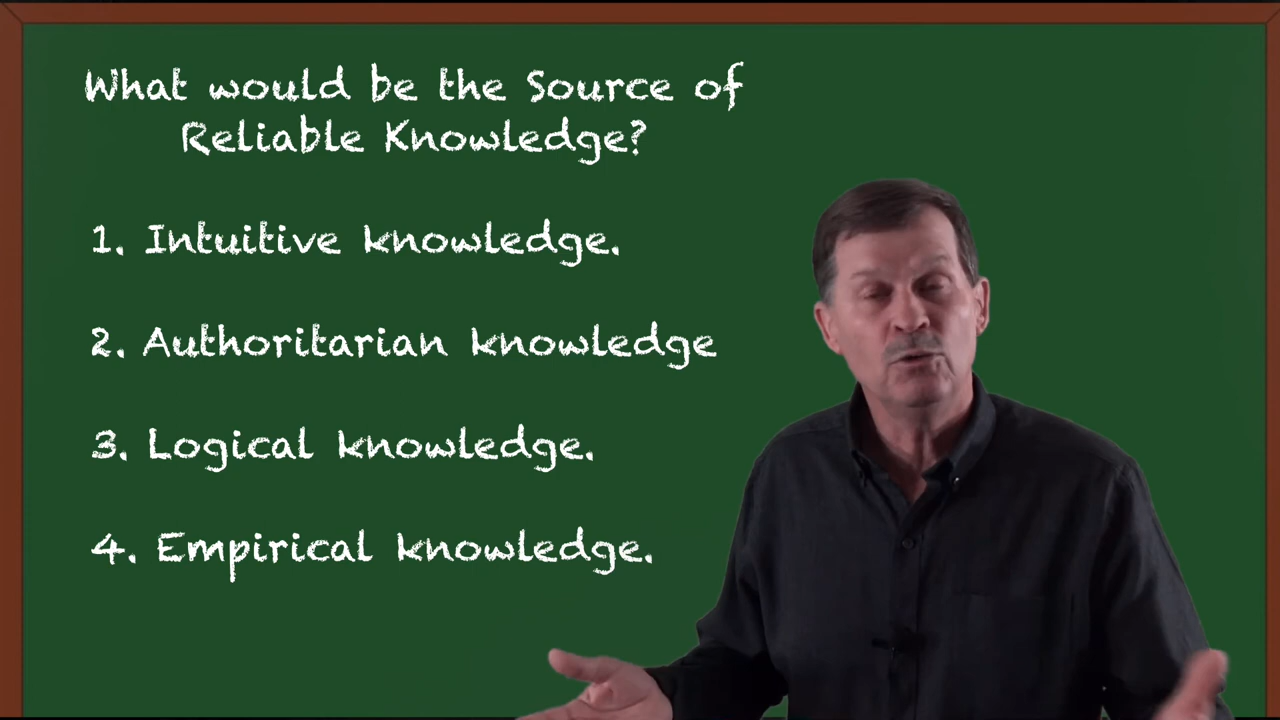 What would be the Source of
Reliable Knowledge?
1. Intuitive knowledge.
2. Authoritarian knowledge
3. Logical knowledge.
4. Empirical knowledge.